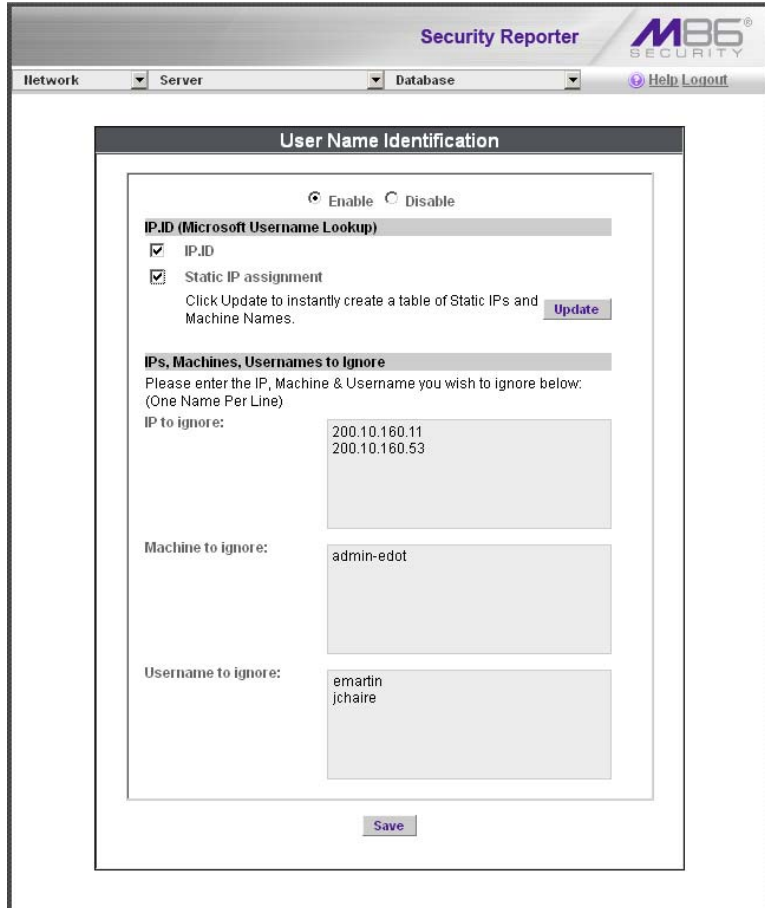 Security Reporter
M86®
SECURITY
Network Server Database Help Logout
User Name Identification
Enable Disable
IP.ID (Microsoft Username Lookup)
IP.ID
Static IP assignment
Click Update to instantly create a table of Static IPs and
Machine Names.
Update
IPs, Machines, Usernames to Ignore
Please enter the IP, Machine & Username you wish to ignore below:
(One Name Per Line)
IP to ignore:
200.10.160.11
200.10.160.53
Machine to ignore:
admin-edot
Username to ignore:
emartin
jchaire
Save